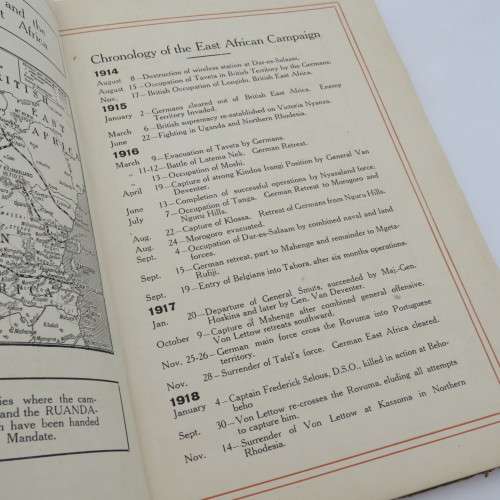 and the
t Africa
BRITISH
EAST
AFRICA
ies where the cam-
and the RUANDA-
h have been handed
Mandate.
Chronology of the East African Campaign
1914
August 8—Destruction of wireless station at Dar-es-Salaam.
August 15—Occupation of Taveta in British Territory by the Germans.
Nov. 17—British Occupation of Longido, British East Africa.
1915
January 2—Germans cleared out of British East Africa. Enemy
Territory Invaded.
March 6—British supremacy re-established on Victoria Nyanza.
June 22—Fighting in Uganda and Northern Rhodesia.
1916
March 9—Evacuation of Taveta by Germans.
„ 11-12—Battle of Latema Nek. German Retreat.
„ 13—Occupation of Moshi.
April 19—Capture of strong Kindoa Irangi Position by General Van
Deventer.
June 13—Completion of successful operations by Nyasaland force.
July 7—Occupation of Tanga. German Retreat to Morogoro and
Nguru Hills.
Aug. 22—Capture of Klossa. Retreat of Germans from Nguru Hills.
Aug. 24—Morogoro evacuated.
Sept. 4—Occupation of Dar-es-Salaam by combined naval and land
forces.
Sept. 15—German retreat, part to Mahenge and remainder to Mgeta-
Rufiji.
Sept. 19—Entry of Belgians into Tabora, after six months operations.
1917
Jan. 20—Departure of General Smuts, succeeded by Maj.-Gen.
Hoskins and later by Gen. Van Deventer.
October 9—Capture of Mahenge after combined general offensive.
Von Lettow retreats southward.
Nov. 25-26—German main force cross the Rovuma into Portuguese
territory.
Nov. 28—Surrender of Tafel's force. German East Africa cleared.
1918
January 4—Captain Frederick Selous, D.S.O., killed in action at Beho-
beho
Sept. 30—Von Lettow re-crosses the Rovuma, eluding all attempts
to capture him.
Nov. 14—Surrender of Von Lettow at Kassoma in Northern
Rhodesia.